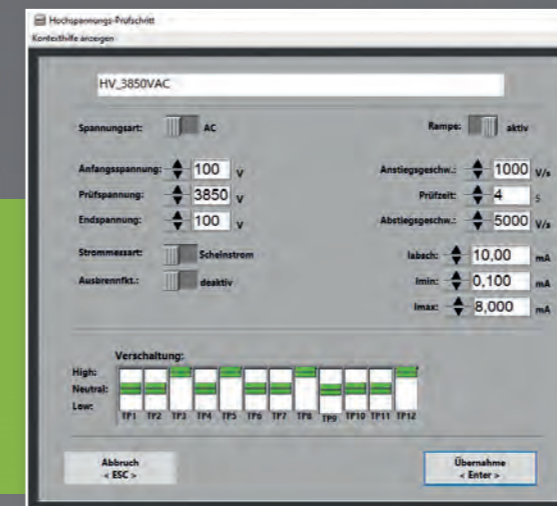 Hochspannungs-Prüfschritt
Kontexthilfe anzeigen
HV_3850VAC
Spannungsart: AC Rampe: aktiv
Anfangsspannung: 100 V Anstiegsgeschw.: 1000 V/s
Prüfspannung: 3850 V Prüfzeit: 4 s
Endspannung: 100 V Abstiegsgeschw.: 5000 V/s
Strommessart: Scheinstrom Iabsch: 10,00 mA
Ausbrennfkt.: deaktiv Imin: 0,100 mA
Imax: 8,000 mA
Verschaltung:
High:
Neutral:
Low:
TP1 TP2 TP3 TP4 TP5 TP6 TP7 TP8 TP9 TP10 TP11 TP12
Abbruch Übernahme
< ESC > < Enter >